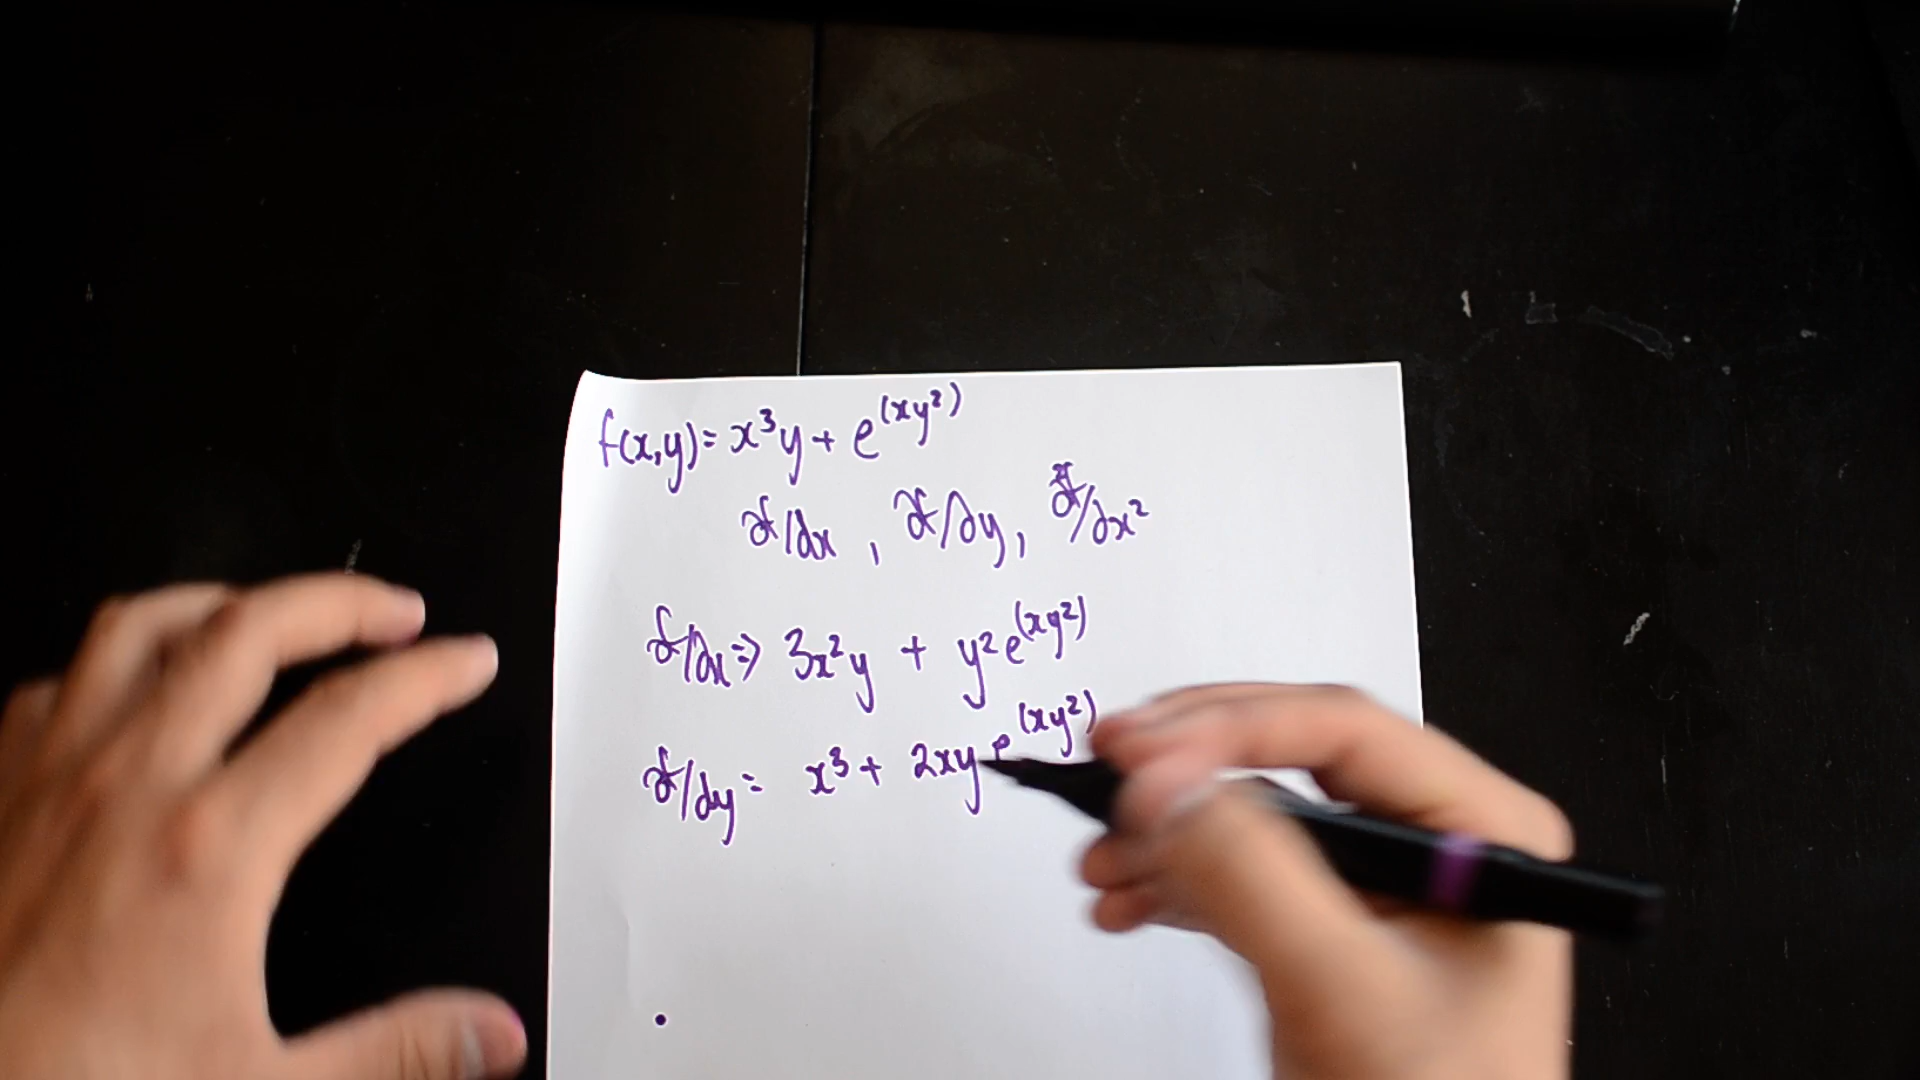 f(x,y)= x³y + e^(xy²)
∂f/∂x , ∂f/∂y, ∂²f/∂x²
∂f/∂x => 3x²y + y²e^(xy²)
∂f/∂y = x³ + 2xy e^(xy²)